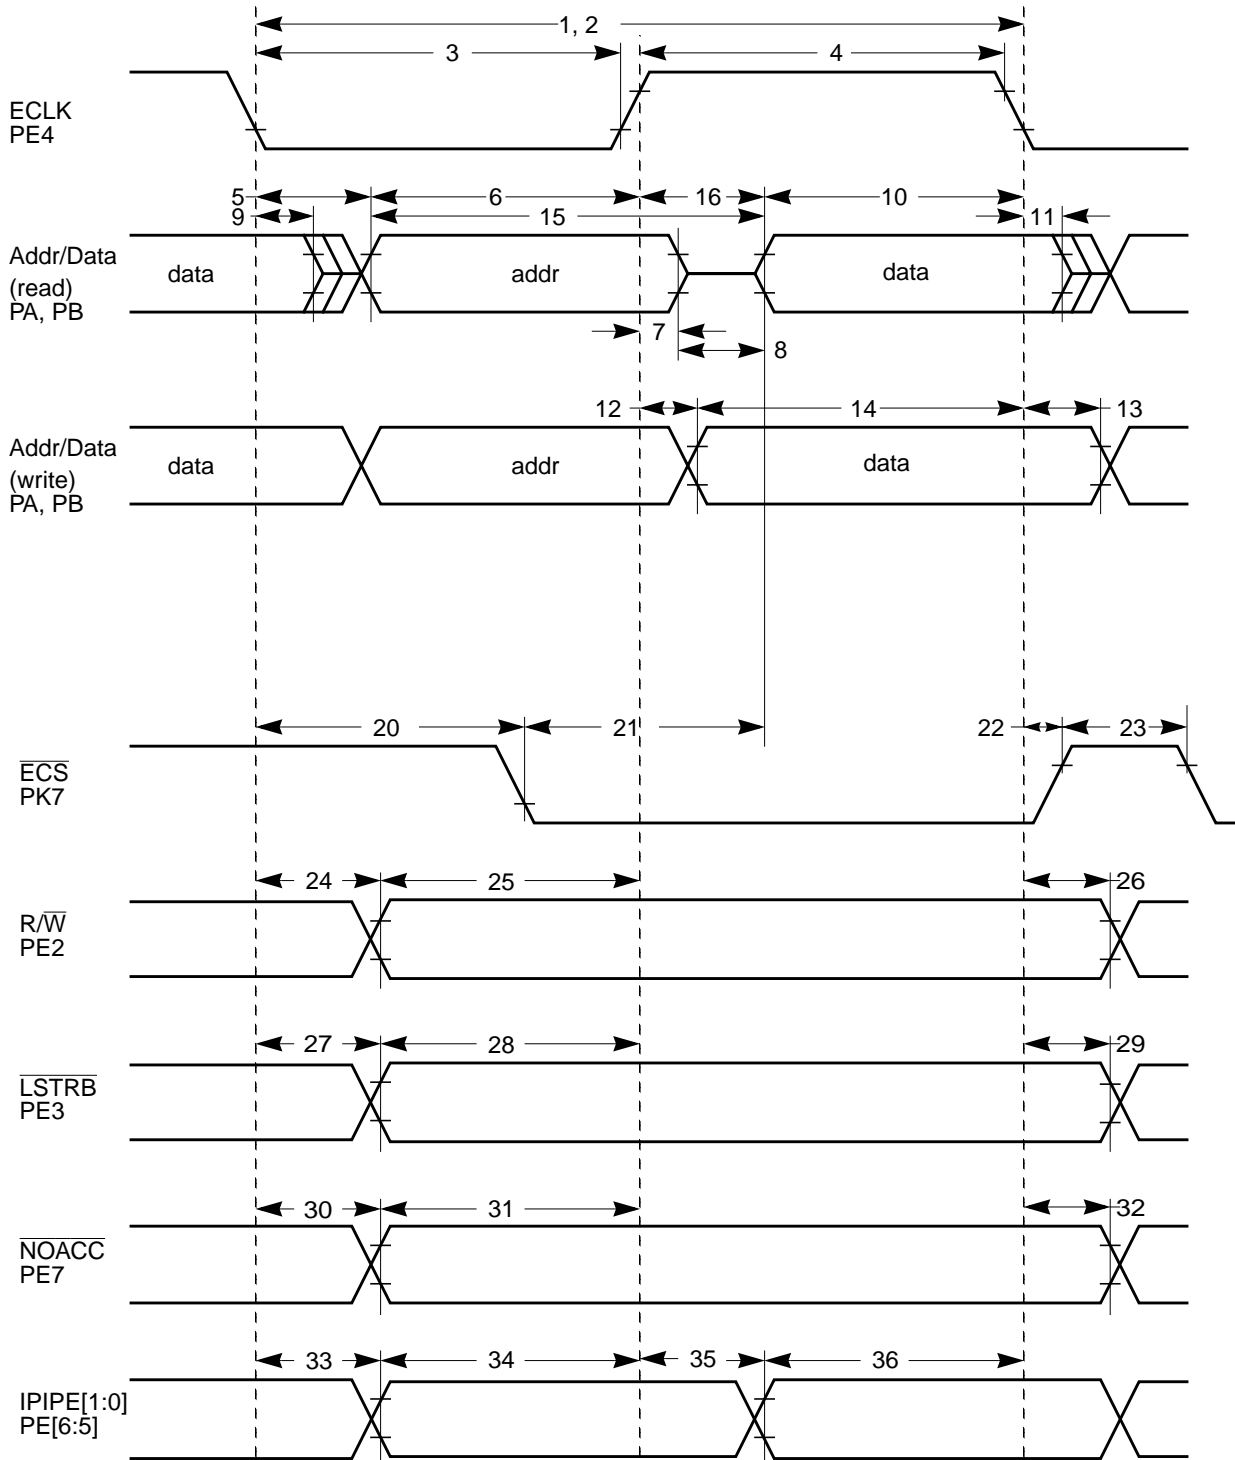 1, 2
3
4
ECLK
PE4
5
6
16
10
9
15
11
Addr/Data
(read)
PA, PB
data
addr
data
7
8
12
14
13
Addr/Data
(write)
PA, PB
data
addr
data
20
21
22
23
ECS
PK7
24
25
26
R/W
PE2
27
28
29
LSTRB
PE3
30
31
32
NOACC
PE7
33
34
35
36
IPIPE[1:0]
PE[6:5]